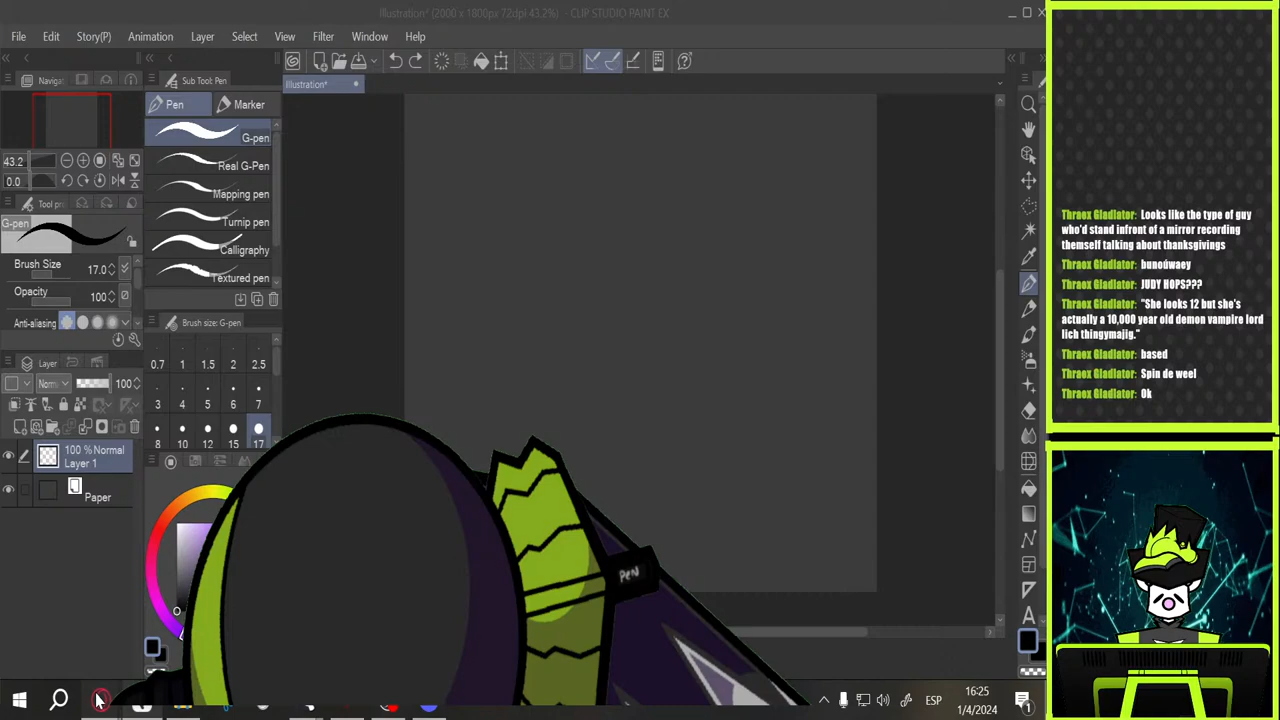 Illustration* (2000 x 1800px 72dpi 43.2%) - CLIP STUDIO PAINT EX
File Edit Story(P) Animation Layer Select View Filter Window Help
Sub Tool: Pen
Illustration*
Pen
Marker
G-pen
Real G-Pen
Mapping pen
Turnip pen
Calligraphy
Textured pen
43.2
0.0
Tool pro
G-pen
Brush Size 17.0
Opacity 100
Anti-aliasing
Brush size: G-pen
0.7 1 1.5 2 2.5
3 4 5 6 7
8 10 12 15 17
Layer
Norm 100
100 % Normal
Layer 1
Paper
PEN
Thraex Gladiator: Looks like the type of guy
who'd stand infront of a mirror recording
themself talking about thanksgivings
Thraex Gladiator: bunoúwaey
Thraex Gladiator: JUDY HOPS???
Thraex Gladiator: "She looks 12 but she's
actually a 10,000 year old demon vampire lord
lich thingymajig."
Thraex Gladiator: based
Thraex Gladiator: Spin de weel
Thraex Gladiator: Ok
ESP
16:25
1/4/2024
1